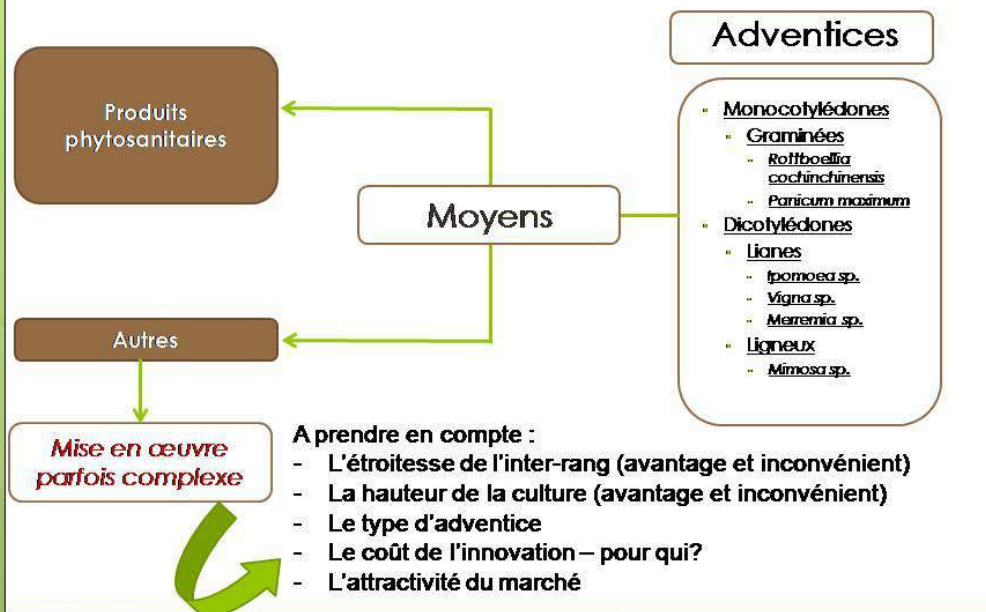 Adventices
Produits
phytosanitaires
Moyens
- Monocotylédones
- Graminées
- Rottboellia
cochinchinensis
- Panicum maximum
- Dicotylédones
- Lianes
- Ipomoea sp.
- Vigna sp.
- Merremia sp.
- Ligneux
- Mimosa sp.
Autres
Mise en œuvre
parfois complexe
A prendre en compte :
- L'étroitesse de l'inter-rang (avantage et inconvénient)
- La hauteur de la culture (avantage et inconvénient)
- Le type d'adventice
- Le coût de l'innovation – pour qui?
- L'attractivité du marché